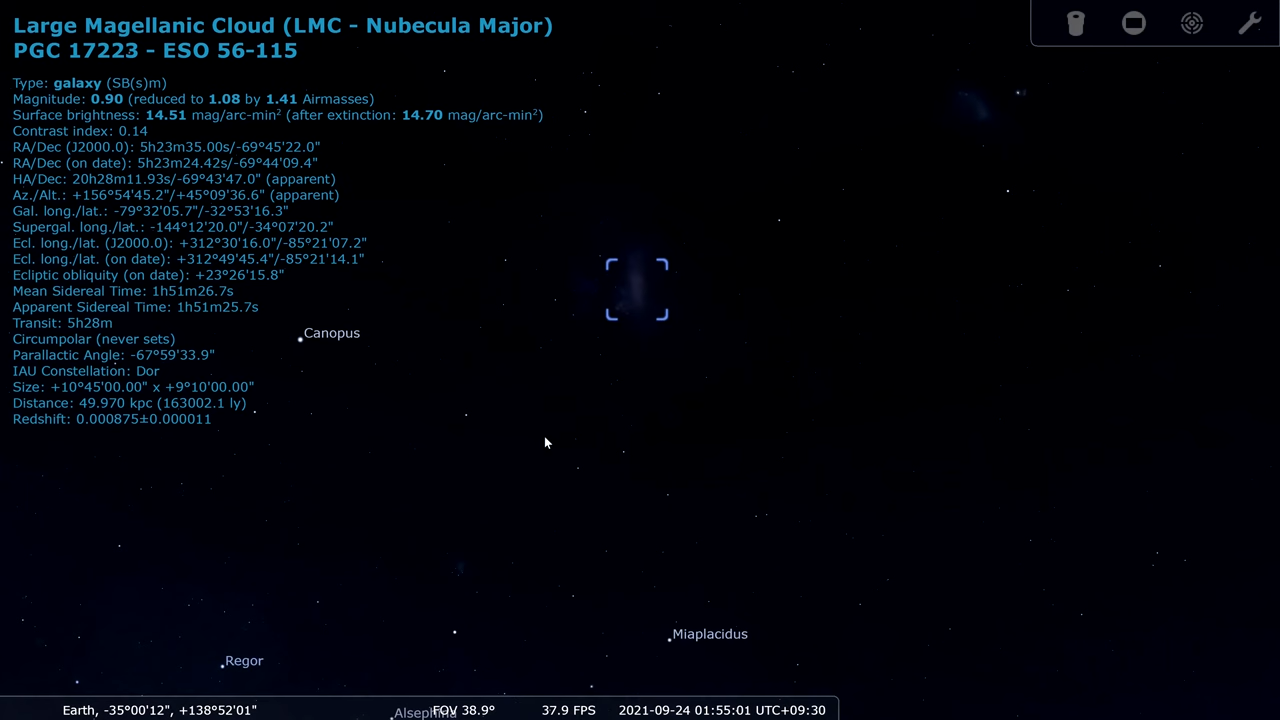 Large Magellanic Cloud (LMC - Nubecula Major)
PGC 17223 - ESO 56-115
Type: galaxy (SB(s)m)
Magnitude: 0.90 (reduced to 1.08 by 1.41 Airmasses)
Surface brightness: 14.51 mag/arc-min² (after extinction: 14.70 mag/arc-min²)
Contrast index: 0.14
RA/Dec (J2000.0): 5h23m35.00s/-69°45'22.0"
RA/Dec (on date): 5h23m24.42s/-69°44'09.4"
HA/Dec: 20h28m11.93s/-69°43'47.0" (apparent)
Az./Alt.: +156°54'45.2"/+45°09'36.6" (apparent)
Gal. long./lat.: -79°32'05.7"/-32°53'16.3"
Supergal. long./lat.: -144°12'20.0"/-34°07'20.2"
Ecl. long./lat. (J2000.0): +312°30'16.0"/-85°21'07.2"
Ecl. long./lat. (on date): +312°49'45.4"/-85°21'14.1"
Ecliptic obliquity (on date): +23°26'15.8"
Mean Sidereal Time: 1h51m26.7s
Apparent Sidereal Time: 1h51m25.7s
Transit: 5h28m
Circumpolar (never sets)
Parallactic Angle: -67°59'33.9"
IAU Constellation: Dor
Size: +10°45'00.00" x +9°10'00.00"
Distance: 49.970 kpc (163002.1 ly)
Redshift: 0.000875±0.000011
Canopus
Miaplacidus
Regor
Alsephina
Earth, -35°00'12", +138°52'01"
FOV 38.9°
37.9 FPS
2021-09-24 01:55:01 UTC+09:30